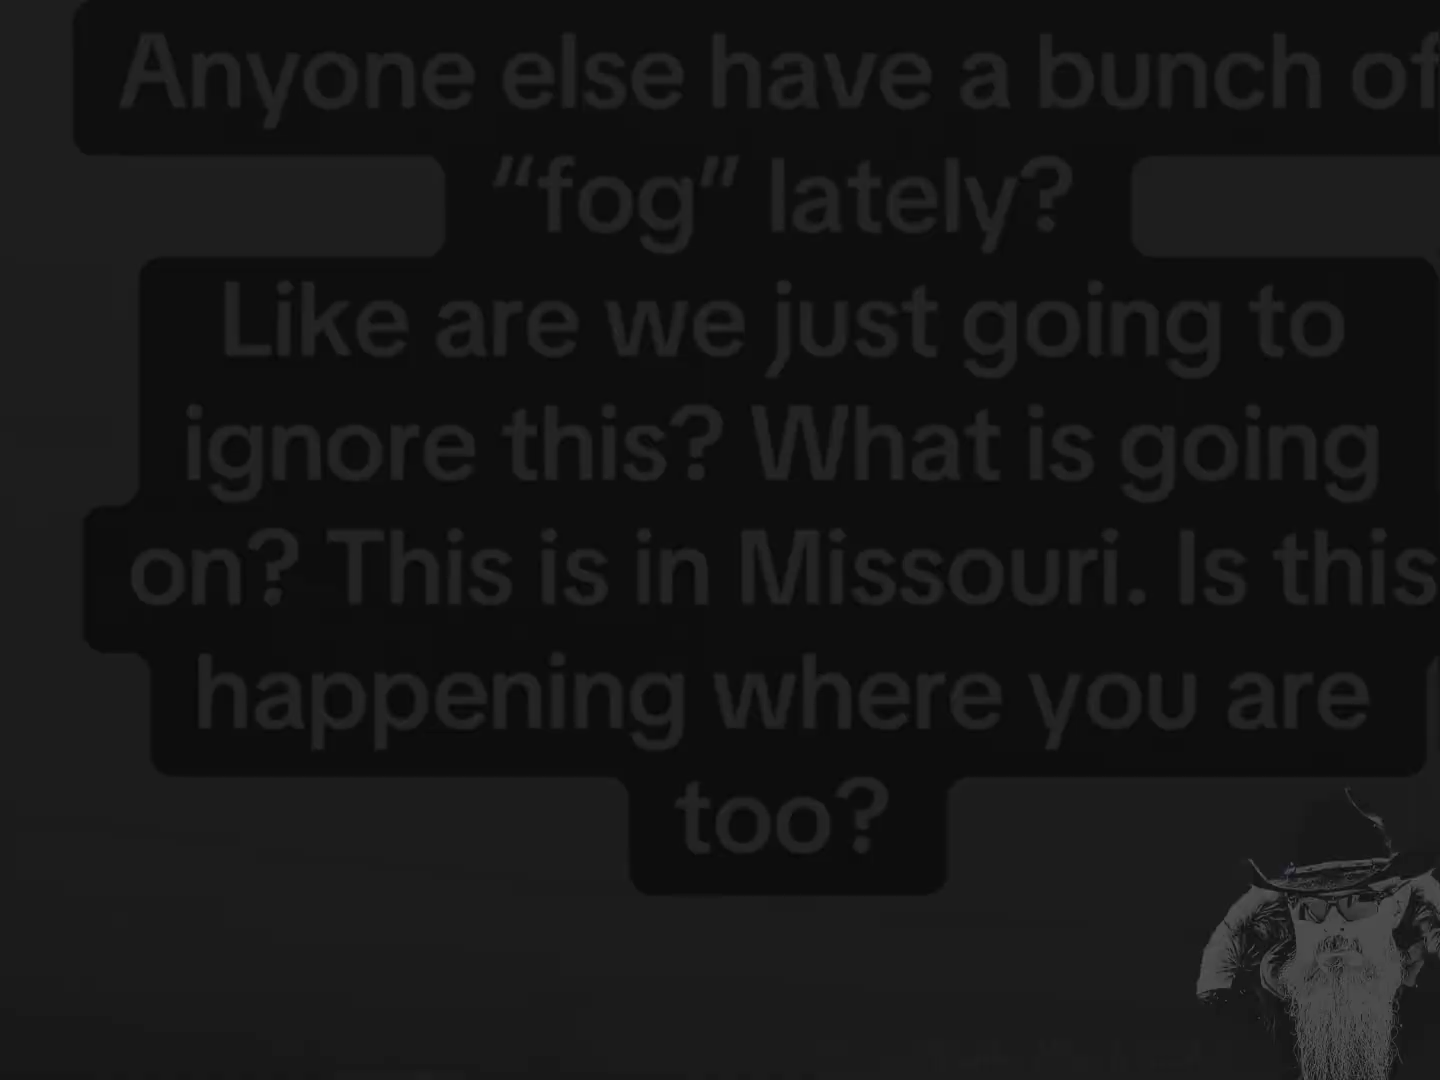 Anyone else have a bunch of
“fog” lately?
Like are we just going to
ignore this? What is going
on? This is in Missouri. Is this
happening where you are
too?